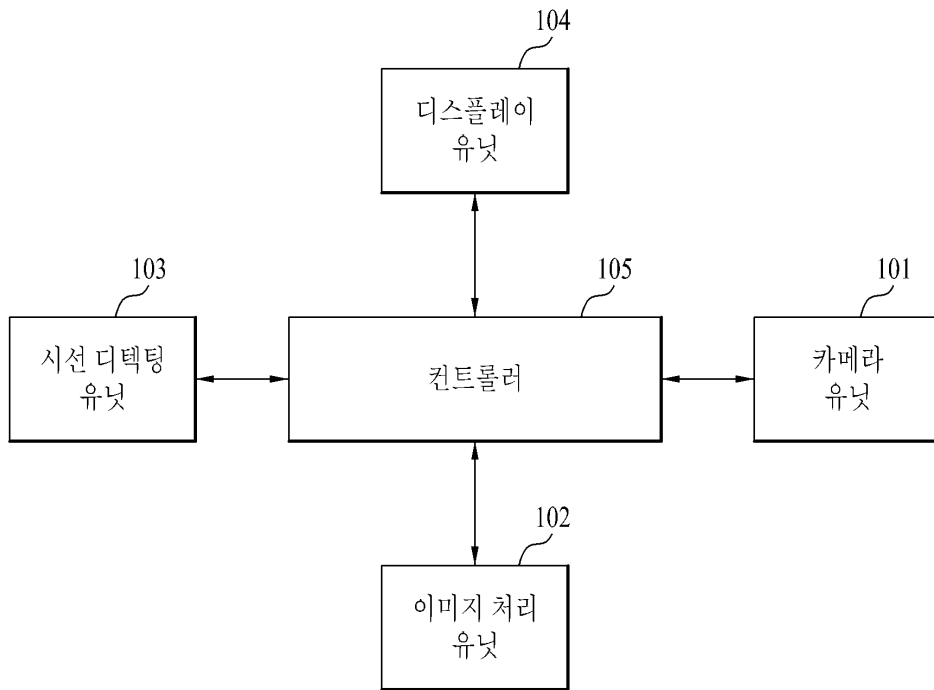 104
디스플레이
유닛
103
105
101
시선 디텍팅
유닛
컨트롤러
카메라
유닛
102
이미지 처리
유닛